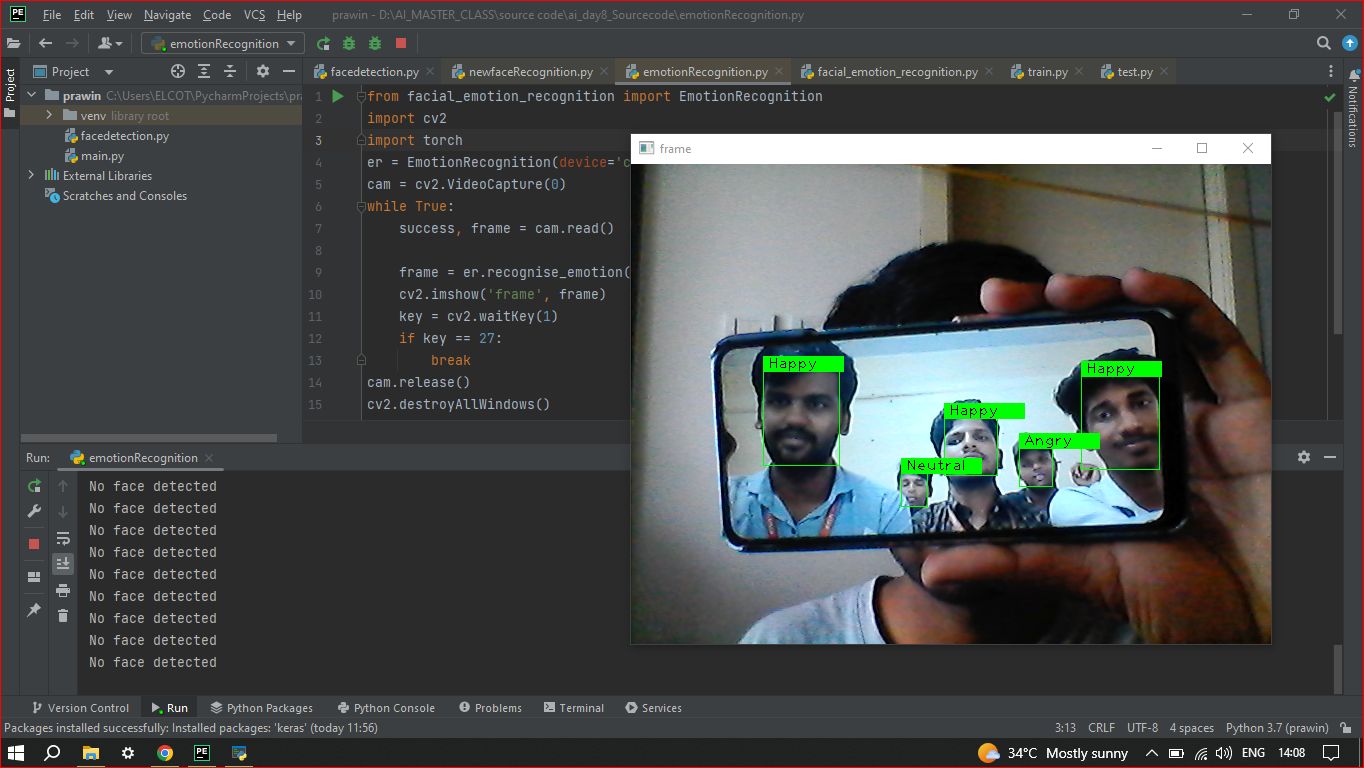 File Edit View Navigate Code VCS Help prawin - D:\AI_MASTER_CLASS\source code\ai_day8_Sourcecode\emotionRecognition.py
emotionRecognition
Project facedetection.py newfaceRecognition.py emotionRecognition.py facial_emotion_recognition.py train.py test.py
Project
Notifications
prawin C:\Users\ELCOT\PycharmProjects\pra
venv library root
facedetection.py
main.py
External Libraries
Scratches and Consoles
1 from facial_emotion_recognition import EmotionRecognition
2 import cv2
3 import torch
4 er = EmotionRecognition(device='c
5 cam = cv2.VideoCapture(0)
6 while True:
7 success, frame = cam.read()
8
9 frame = er.recognise_emotion(
10 cv2.imshow('frame', frame)
11 key = cv2.waitKey(1)
12 if key == 27:
13 break
14 cam.release()
15 cv2.destroyAllWindows()
frame
Happy
Happy
Happy
Angry
Neutral
Run: emotionRecognition
No face detected
No face detected
No face detected
No face detected
No face detected
No face detected
No face detected
No face detected
No face detected
Version Control Run Python Packages Python Console Problems Terminal Services
Packages installed successfully: Installed packages: 'keras' (today 11:56) 3:13 CRLF UTF-8 4 spaces Python 3.7 (prawin)
PE 34°C Mostly sunny ENG 14:08